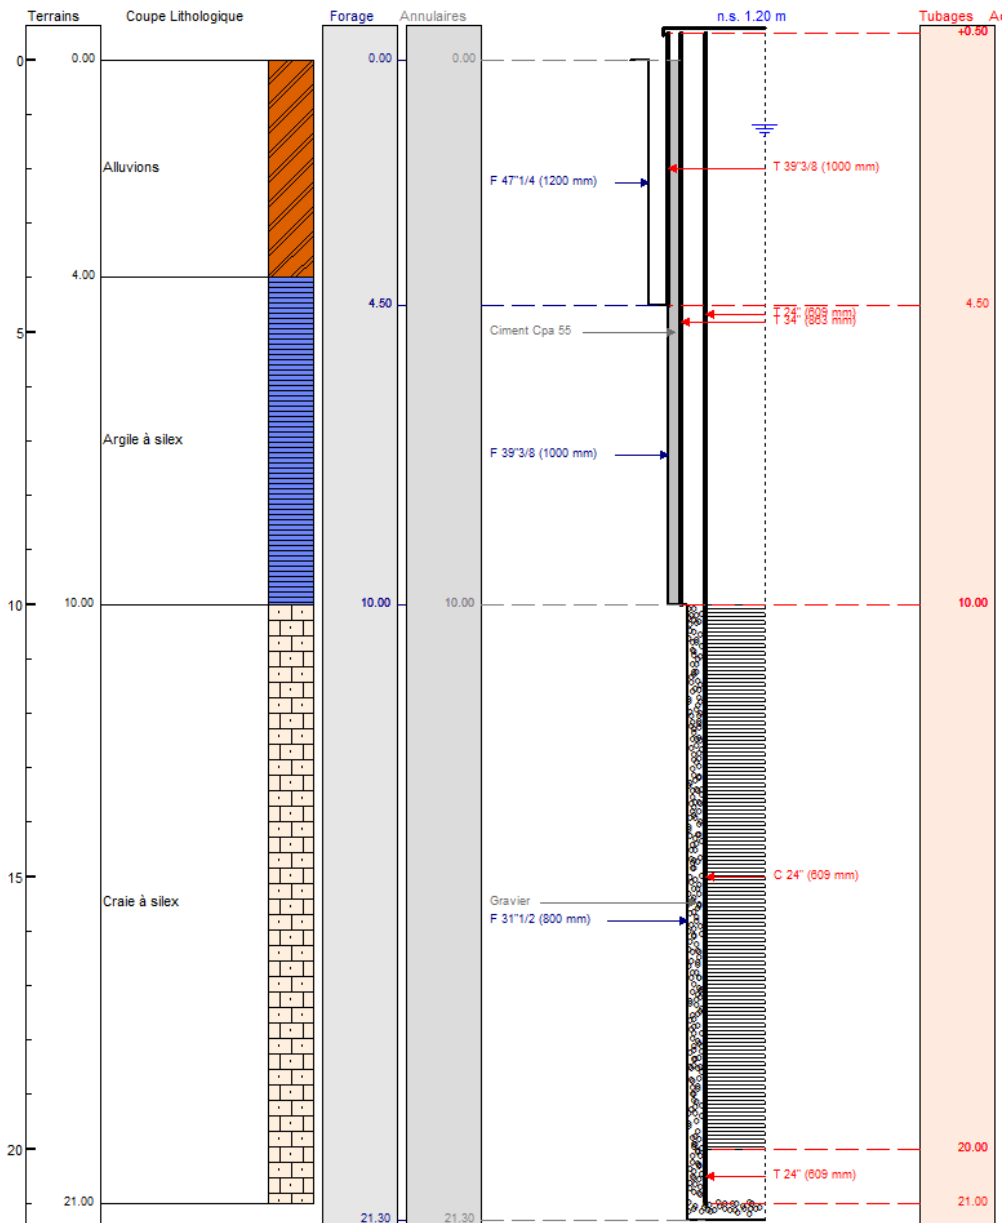 Terrains Coupe Lithologique Forage Annulaires n.s. 1.20 m Tubages
+0.50
0 0.00 0.00 0.00
Alluvions T 39"3/8 (1000 mm)
F 47"1/4 (1200 mm)
4.00
4.50 4.50
T 24" (609 mm)
5 Ciment Cpa 55 T 34" (863 mm)
Argile à silex
F 39"3/8 (1000 mm)
10 10.00 10.00 10.00 10.00
15 C 24" (609 mm)
Craie à silex Gravier
F 31"1/2 (800 mm)
20 20.00
T 24" (609 mm)
21.00 21.00
21.30 21.30